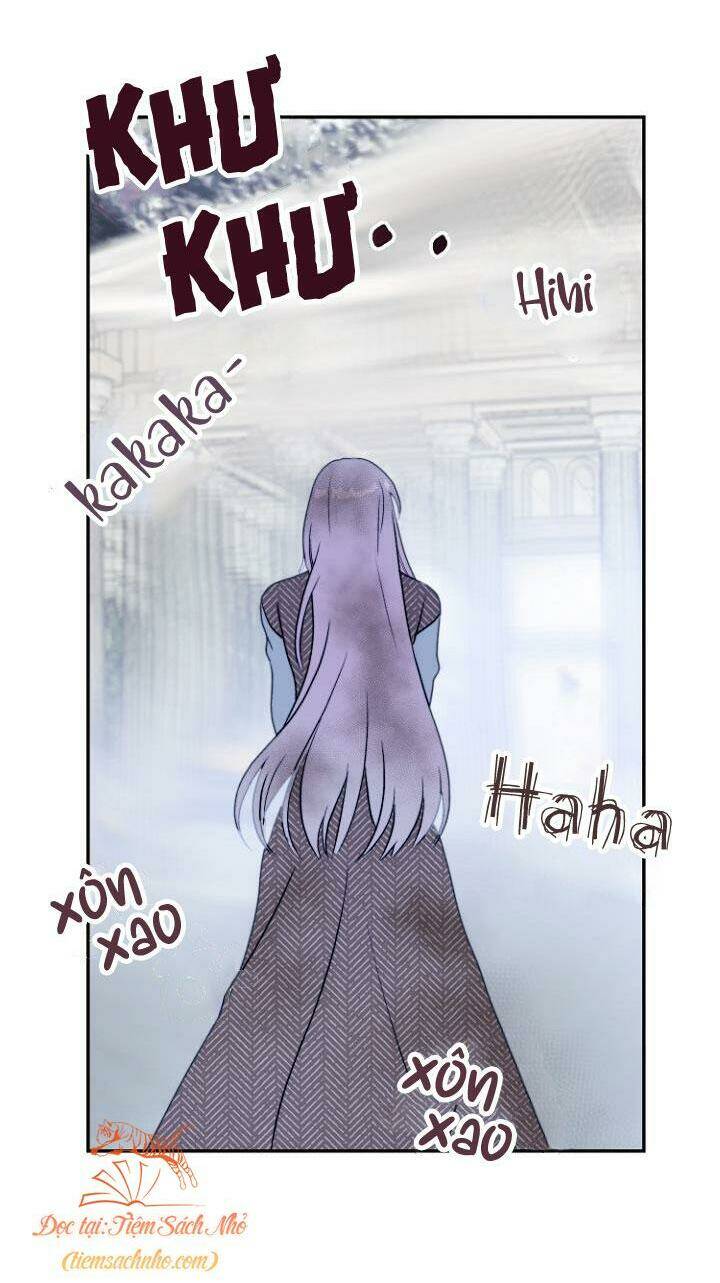 KHƯ
KHƯ..
Hihi
kakaka-
Haha
xôn
xao
xôn
xao
Đọc tại: Tiệm Sách Nhỏ
(tiemsachnho.com)